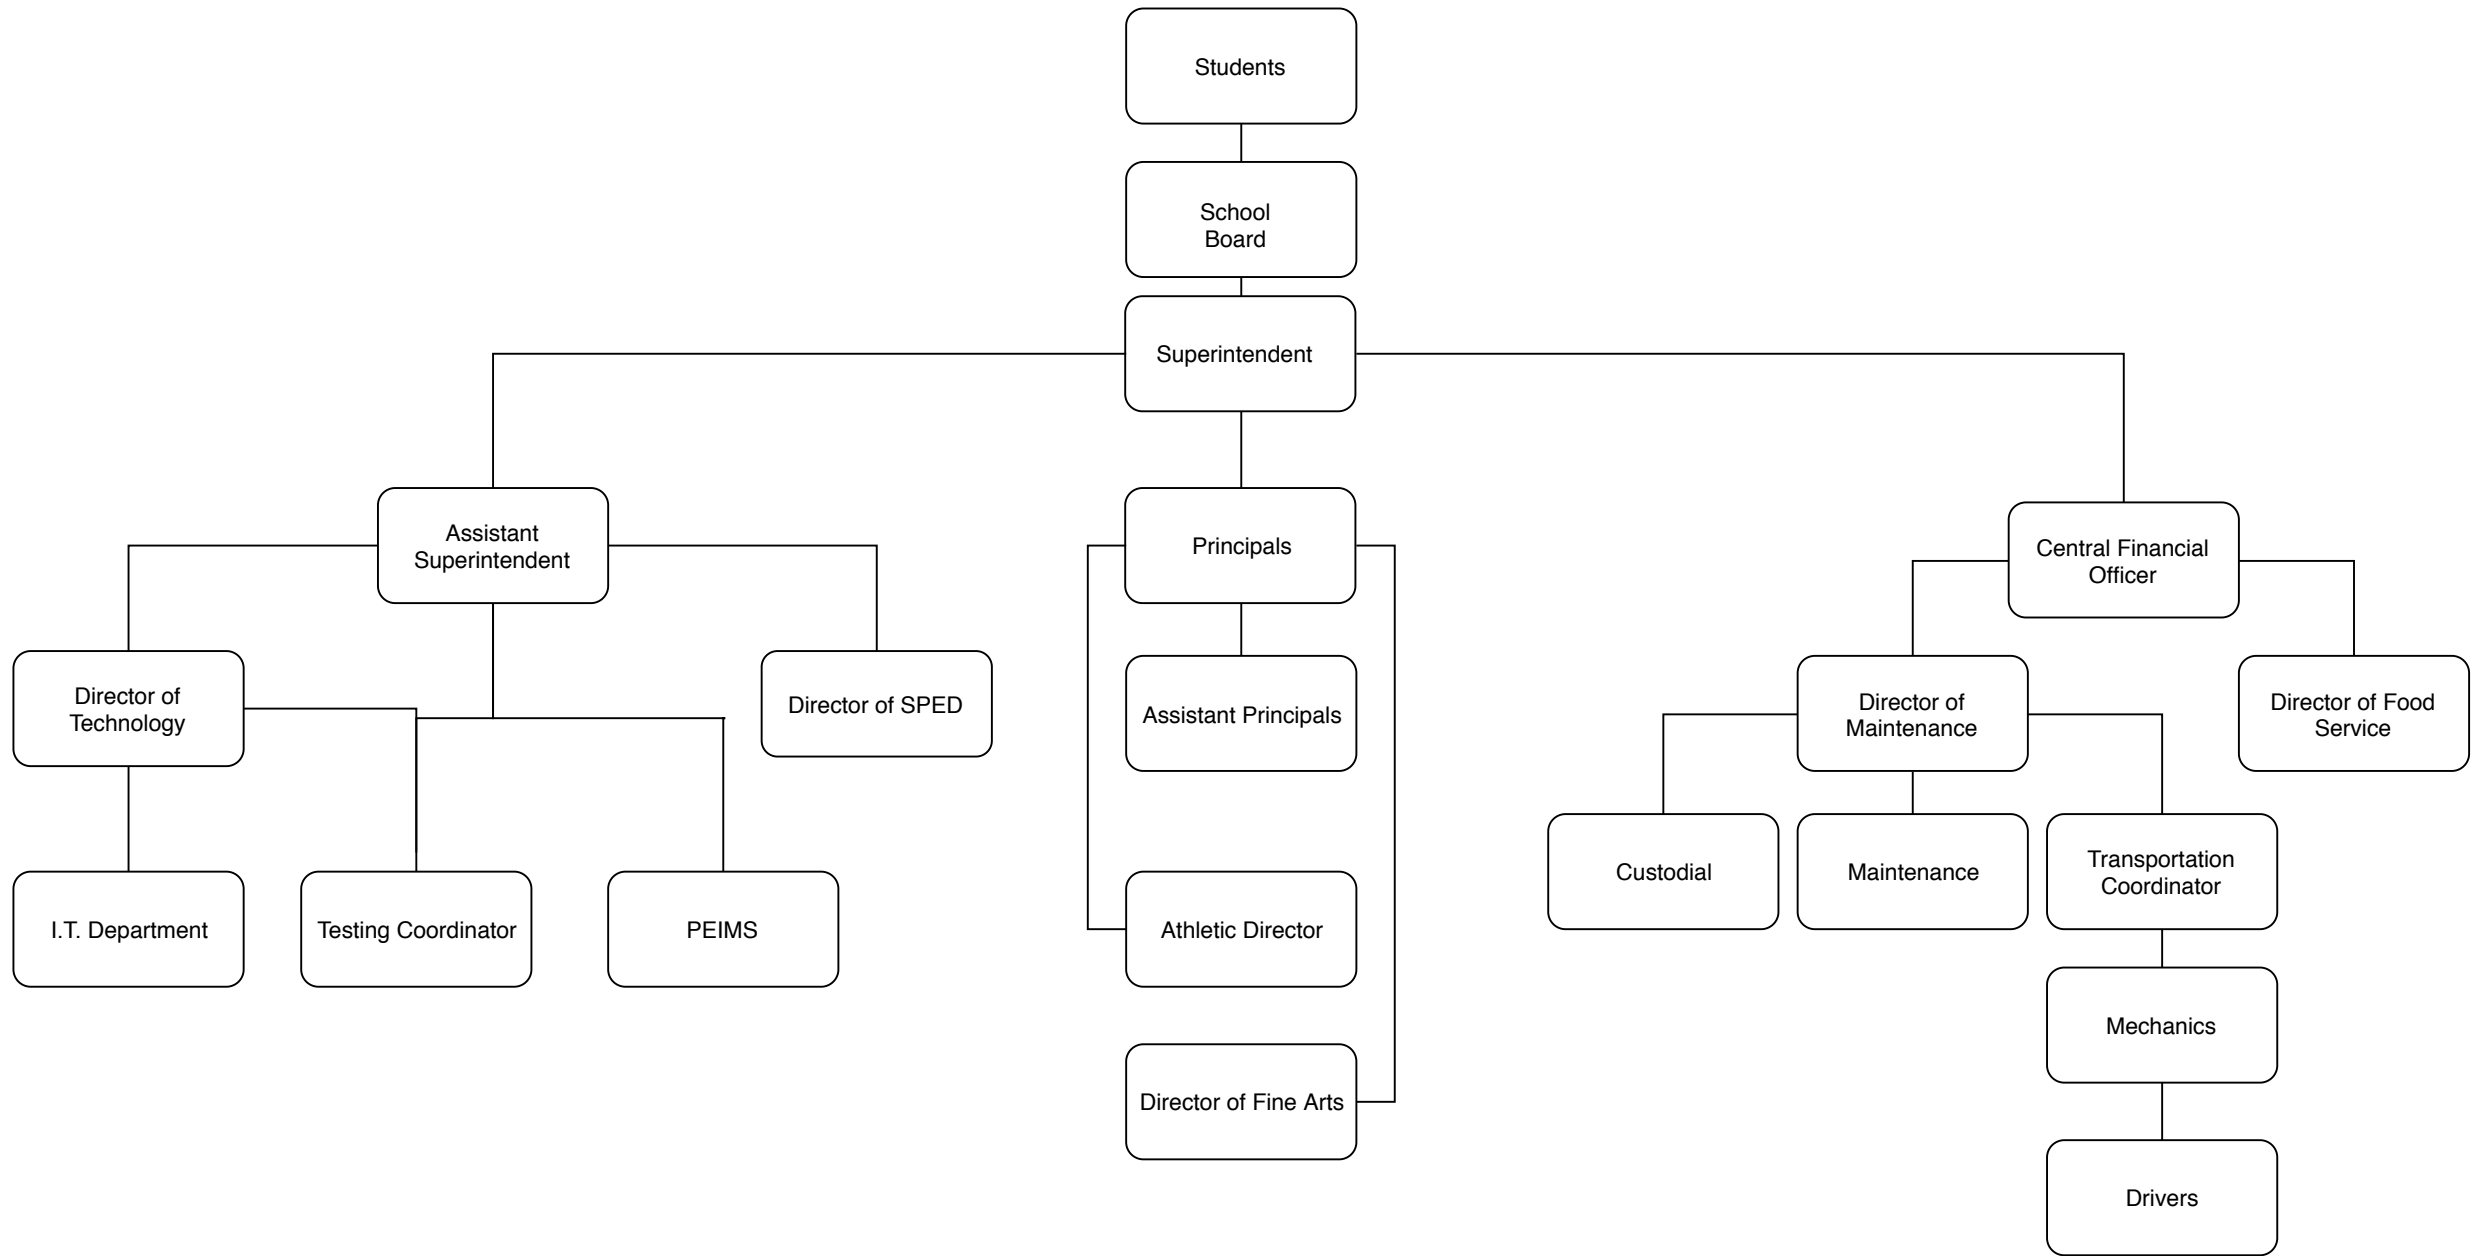 Students
School
Board
Superintendent
Assistant
Superintendent
Principals
Central Financial
Officer
Director of
Technology
Director of SPED
Assistant Principals
Director of
Maintenance
Director of Food
Service
I.T. Department
Testing Coordinator
PEIMS
Athletic Director
Custodial
Maintenance
Transportation
Coordinator
Mechanics
Director of Fine Arts
Drivers